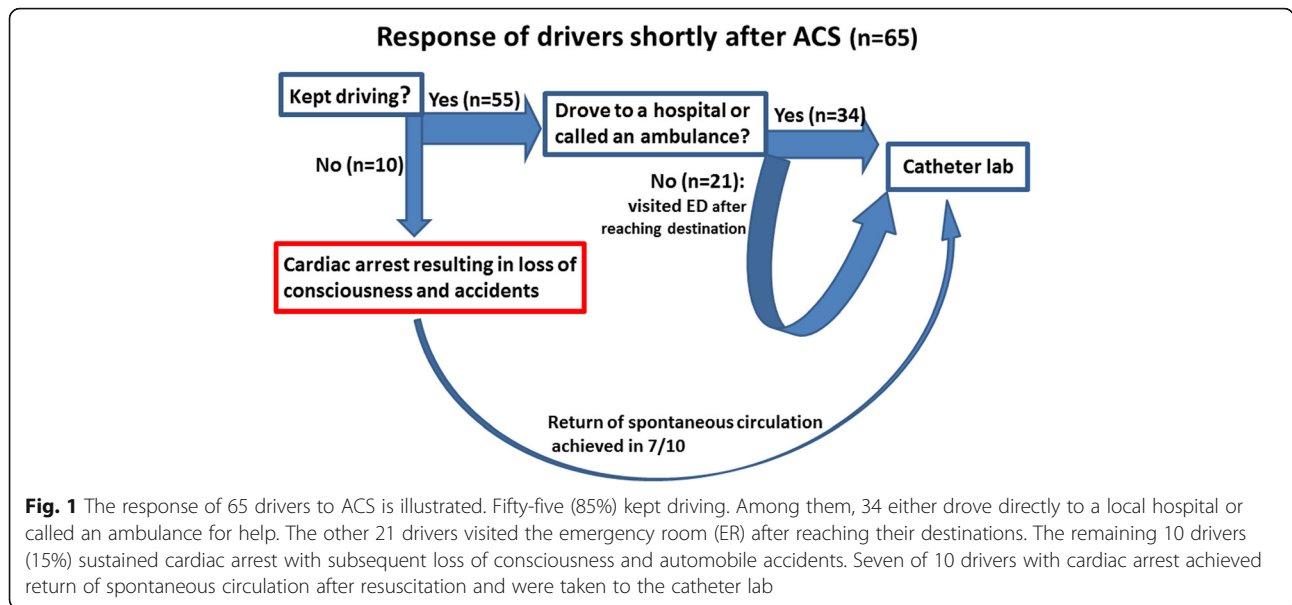 Response of drivers shortly after ACS (n=65)
Kept driving?
Yes (n=55)
Drove to a hospital or
called an ambulance?
Yes (n=34)
Catheter lab
No (n=10)
No (n=21):
visited ED after
reaching destination
Cardiac arrest resulting in loss of
consciousness and accidents
Return of spontaneous circulation
achieved in 7/10
Fig. 1 The response of 65 drivers to ACS is illustrated. Fifty-five (85%) kept driving. Among them, 34 either drove directly to a local hospital or
called an ambulance for help. The other 21 drivers visited the emergency room (ER) after reaching their destinations. The remaining 10 drivers
(15%) sustained cardiac arrest with subsequent loss of consciousness and automobile accidents. Seven of 10 drivers with cardiac arrest achieved
return of spontaneous circulation after resuscitation and were taken to the catheter lab